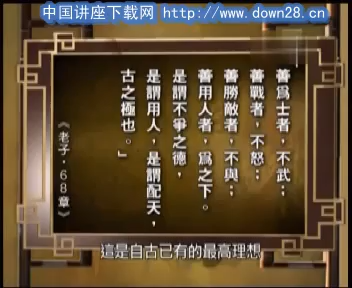 中国讲座下载网 http://www.down28.cn
善爲士者，不武；
善戰者，不怒：
善勝敵者，不與；
善用人者，爲之下。
是謂不爭之德，
是謂用人，是謂配天，
古之極也。」
《老子·68章》
這是自古已有的最高理想